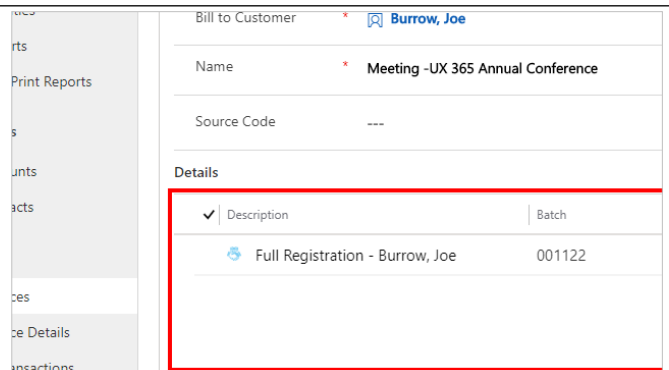 Bill to Customer * Burrow, Joe
rts
Name * Meeting -UX 365 Annual Conference
Print Reports
Source Code ---
s
unts
Details
acts
Description Batch
Full Registration - Burrow, Joe 001122
ces
ce Details